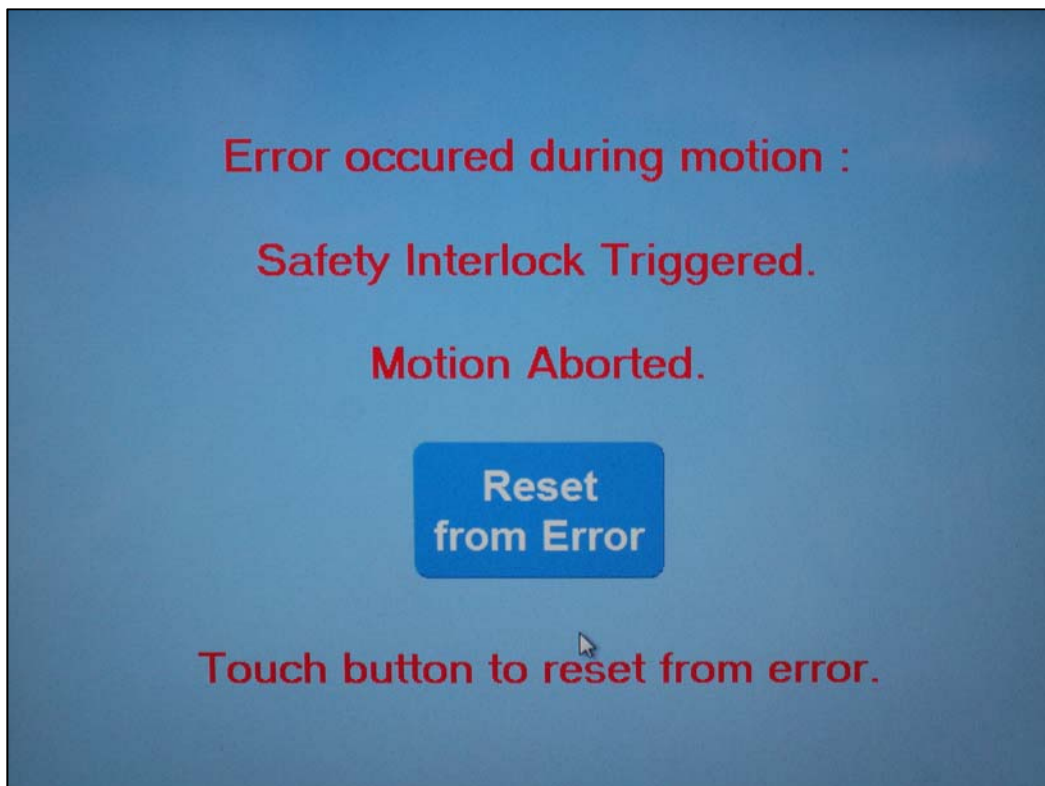 Error occured during motion :
Safety Interlock Triggered.
Motion Aborted.
Reset
from Error
Touch button to reset from error.